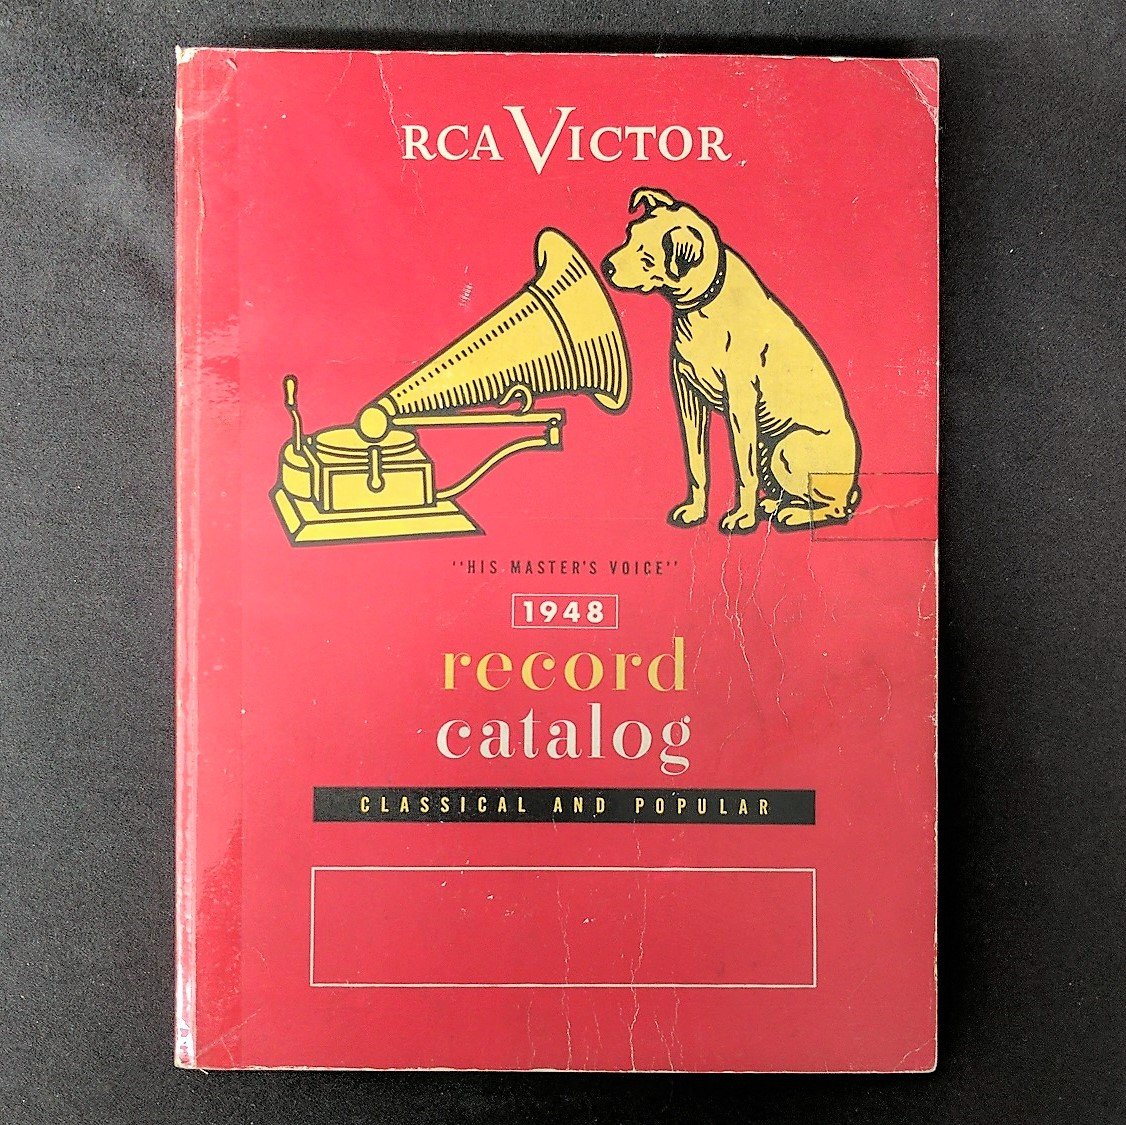 RCA VICTOR
"HIS MASTER'S VOICE"
1948
record
catalog
CLASSICAL AND POPULAR